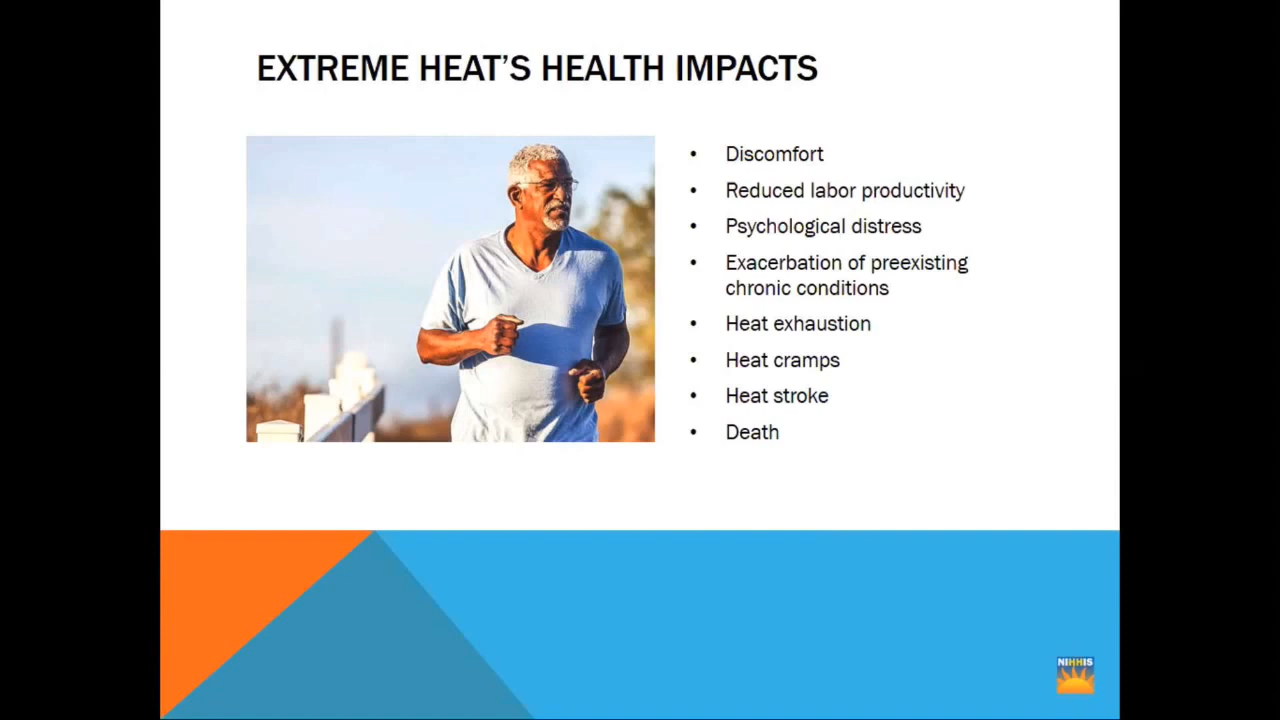 EXTREME HEAT'S HEALTH IMPACTS
• Discomfort
• Reduced labor productivity
• Psychological distress
• Exacerbation of preexisting
chronic conditions
• Heat exhaustion
• Heat cramps
• Heat stroke
• Death
NIHHIS